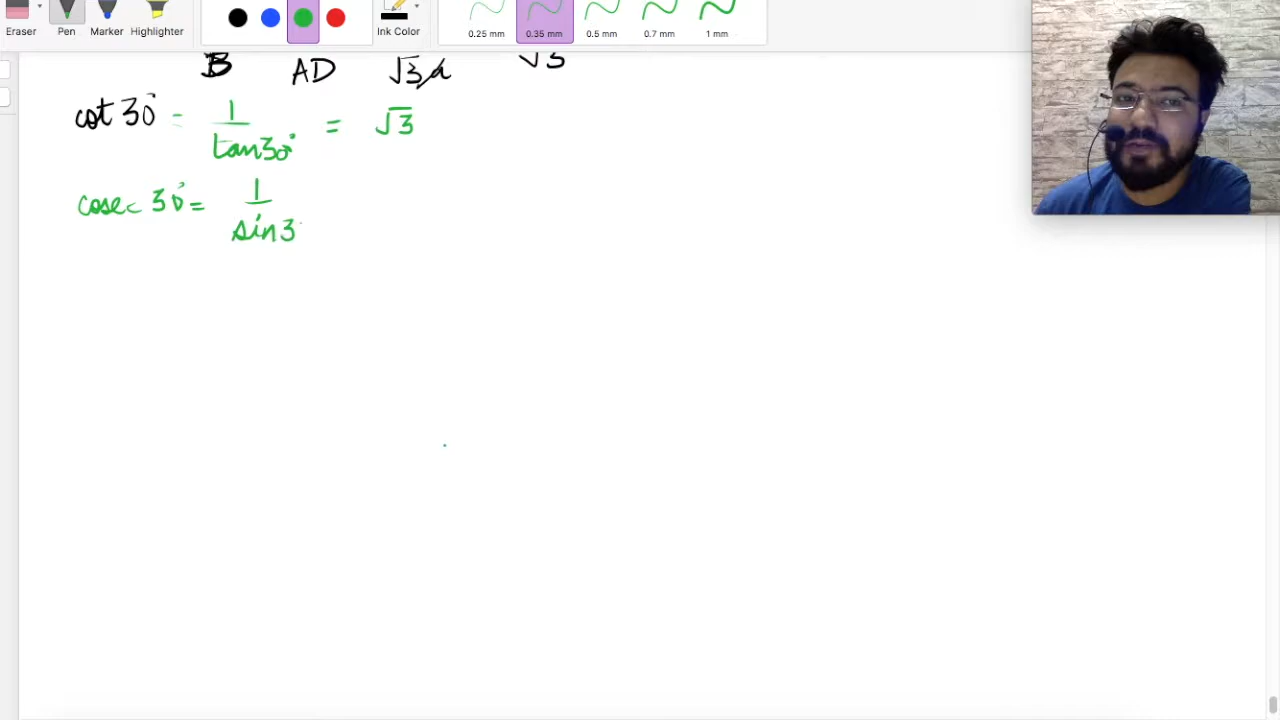 Eraser Pen Marker Highlighter Ink Color 0.25 mm 0.35 mm 0.5 mm 0.7 mm 1 mm
B AD √3a √3
cot 30° = 1 / tan30° = √3
cosec 30° = 1 / sin3